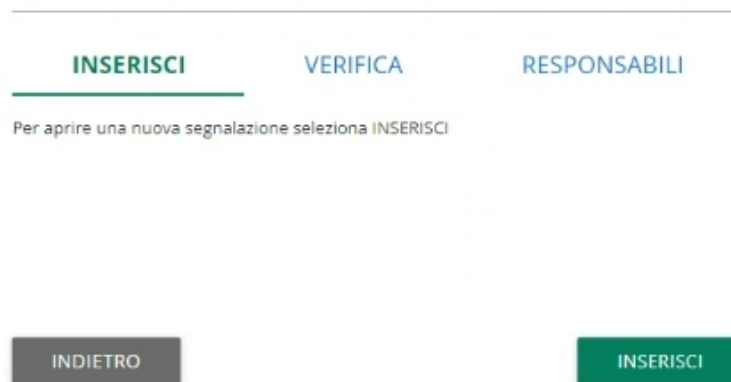 INSERISCI VERIFICA RESPONSABILI
Per aprire una nuova segnalazione seleziona INSERISCI
INDIETRO INSERISCI